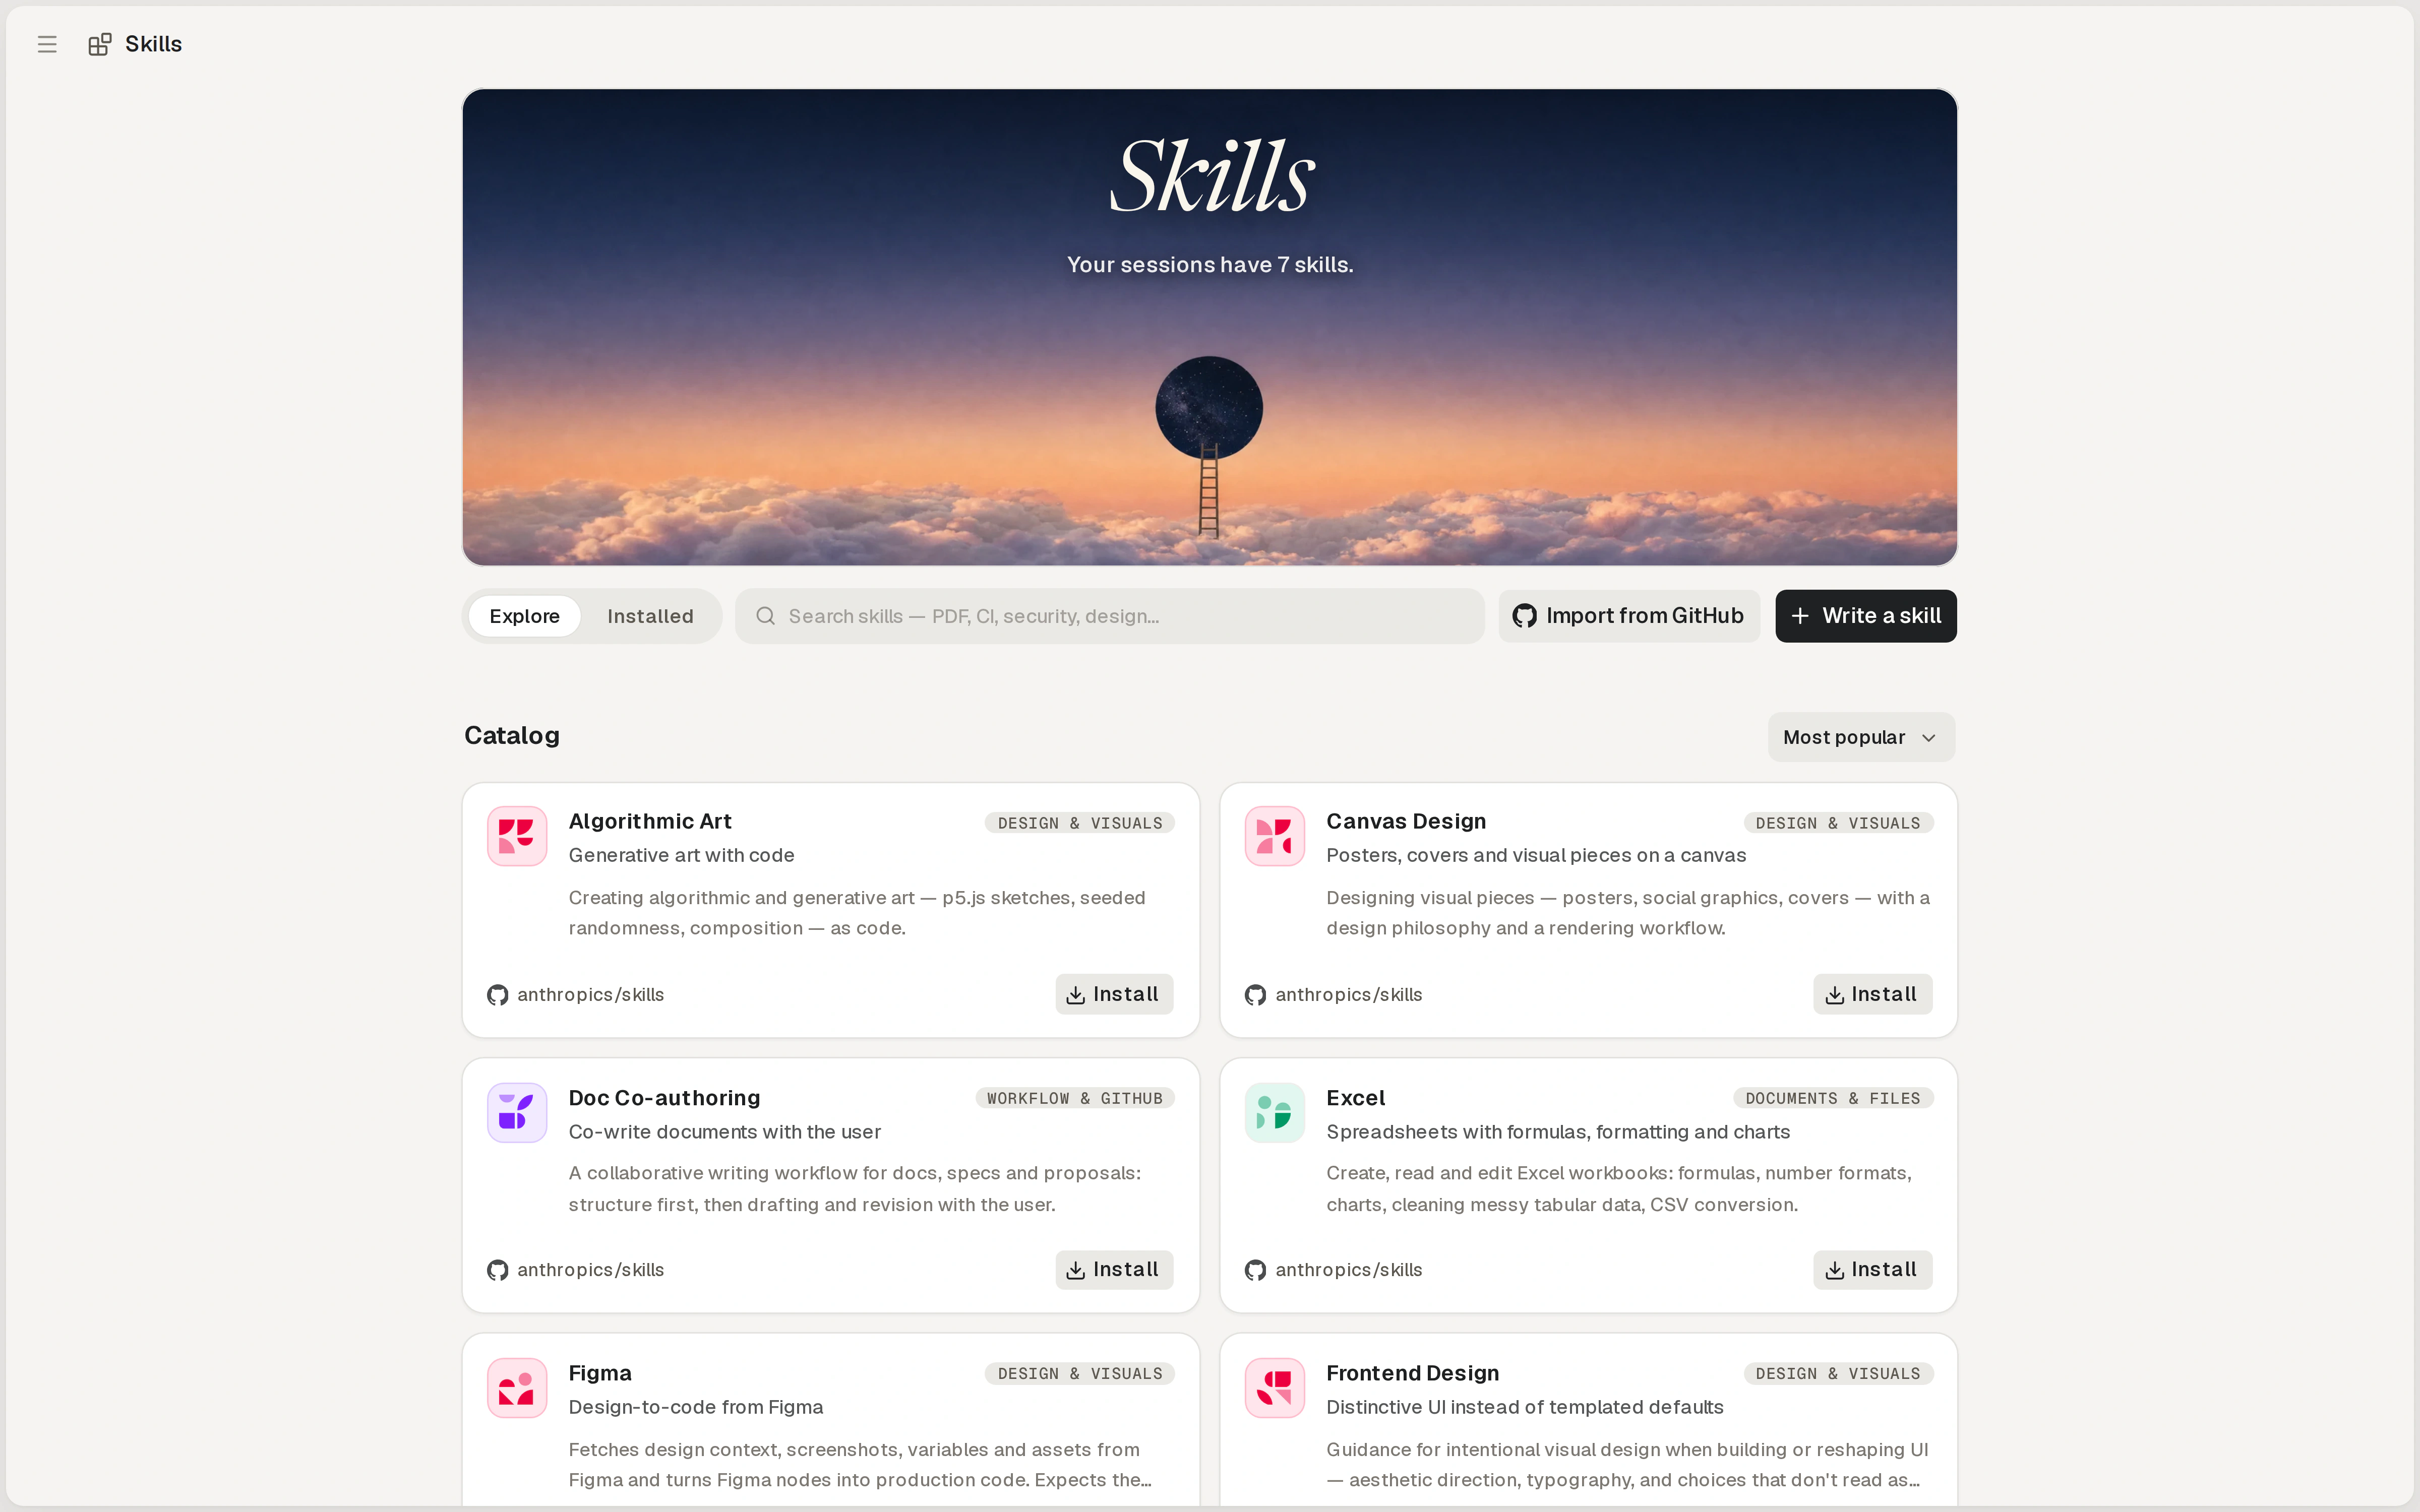 Skills
Skills
Your sessions have 7 skills.
Explore
Installed
Search skills — PDF, CI, security, design...
Import from GitHub
Write a skill
Catalog
Most popular
Algorithmic Art
DESIGN & VISUALS
Generative art with code
Creating algorithmic and generative art — p5.js sketches, seeded
randomness, composition — as code.
anthropics/skills
Install
Canvas Design
DESIGN & VISUALS
Posters, covers and visual pieces on a canvas
Designing visual pieces — posters, social graphics, covers — with a
design philosophy and a rendering workflow.
anthropics/skills
Install
Doc Co-authoring
WORKFLOW & GITHUB
Co-write documents with the user
A collaborative writing workflow for docs, specs and proposals:
structure first, then drafting and revision with the user.
anthropics/skills
Install
Excel
DOCUMENTS & FILES
Spreadsheets with formulas, formatting and charts
Create, read and edit Excel workbooks: formulas, number formats,
charts, cleaning messy tabular data, CSV conversion.
anthropics/skills
Install
Figma
DESIGN & VISUALS
Design-to-code from Figma
Fetches design context, screenshots, variables and assets from
Figma and turns Figma nodes into production code. Expects the...
Frontend Design
DESIGN & VISUALS
Distinctive UI instead of templated defaults
Guidance for intentional visual design when building or reshaping UI
— aesthetic direction, typography, and choices that don't read as...